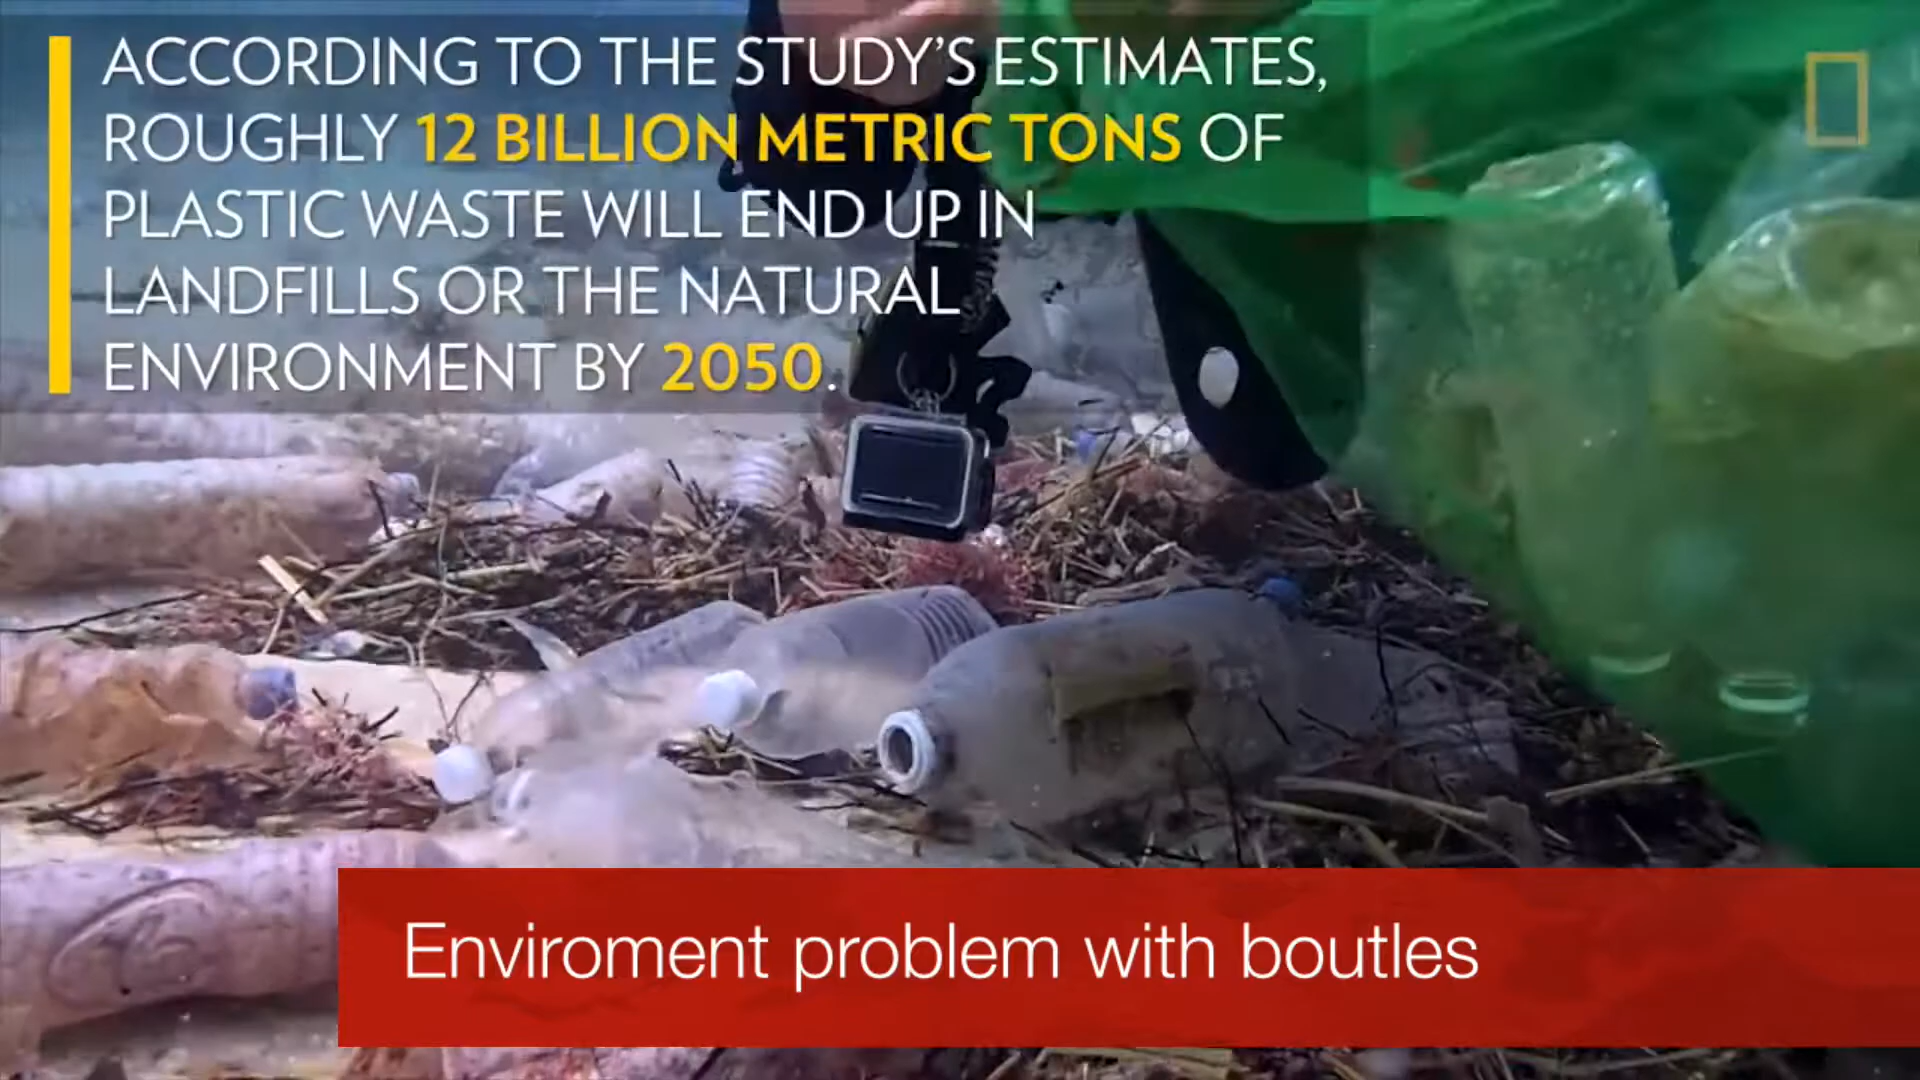 ACCORDING TO THE STUDY'S ESTIMATES,
ROUGHLY 12 BILLION METRIC TONS OF
PLASTIC WASTE WILL END UP IN
LANDFILLS OR THE NATURAL
ENVIRONMENT BY 2050.
Enviroment problem with boutles